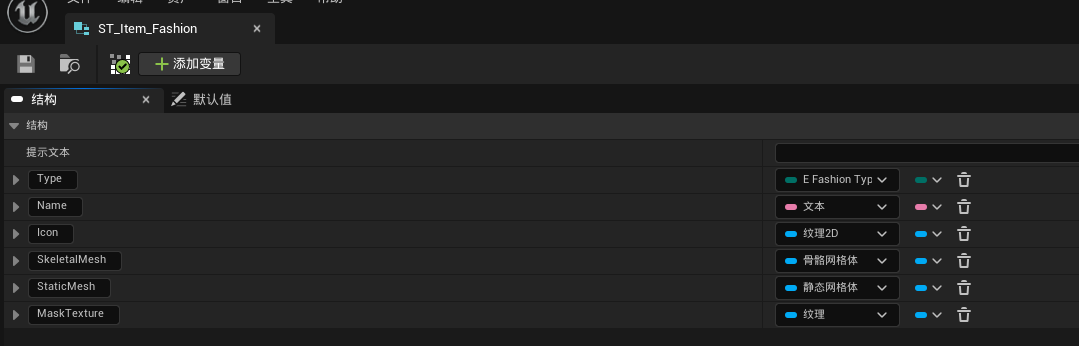 ST_Item_Fashion
添加变量
结构
默认值
结构
提示文本
Type
E Fashion Typ
Name
文本
Icon
纹理2D
SkeletalMesh
骨骼网格体
StaticMesh
静态网格体
MaskTexture
纹理